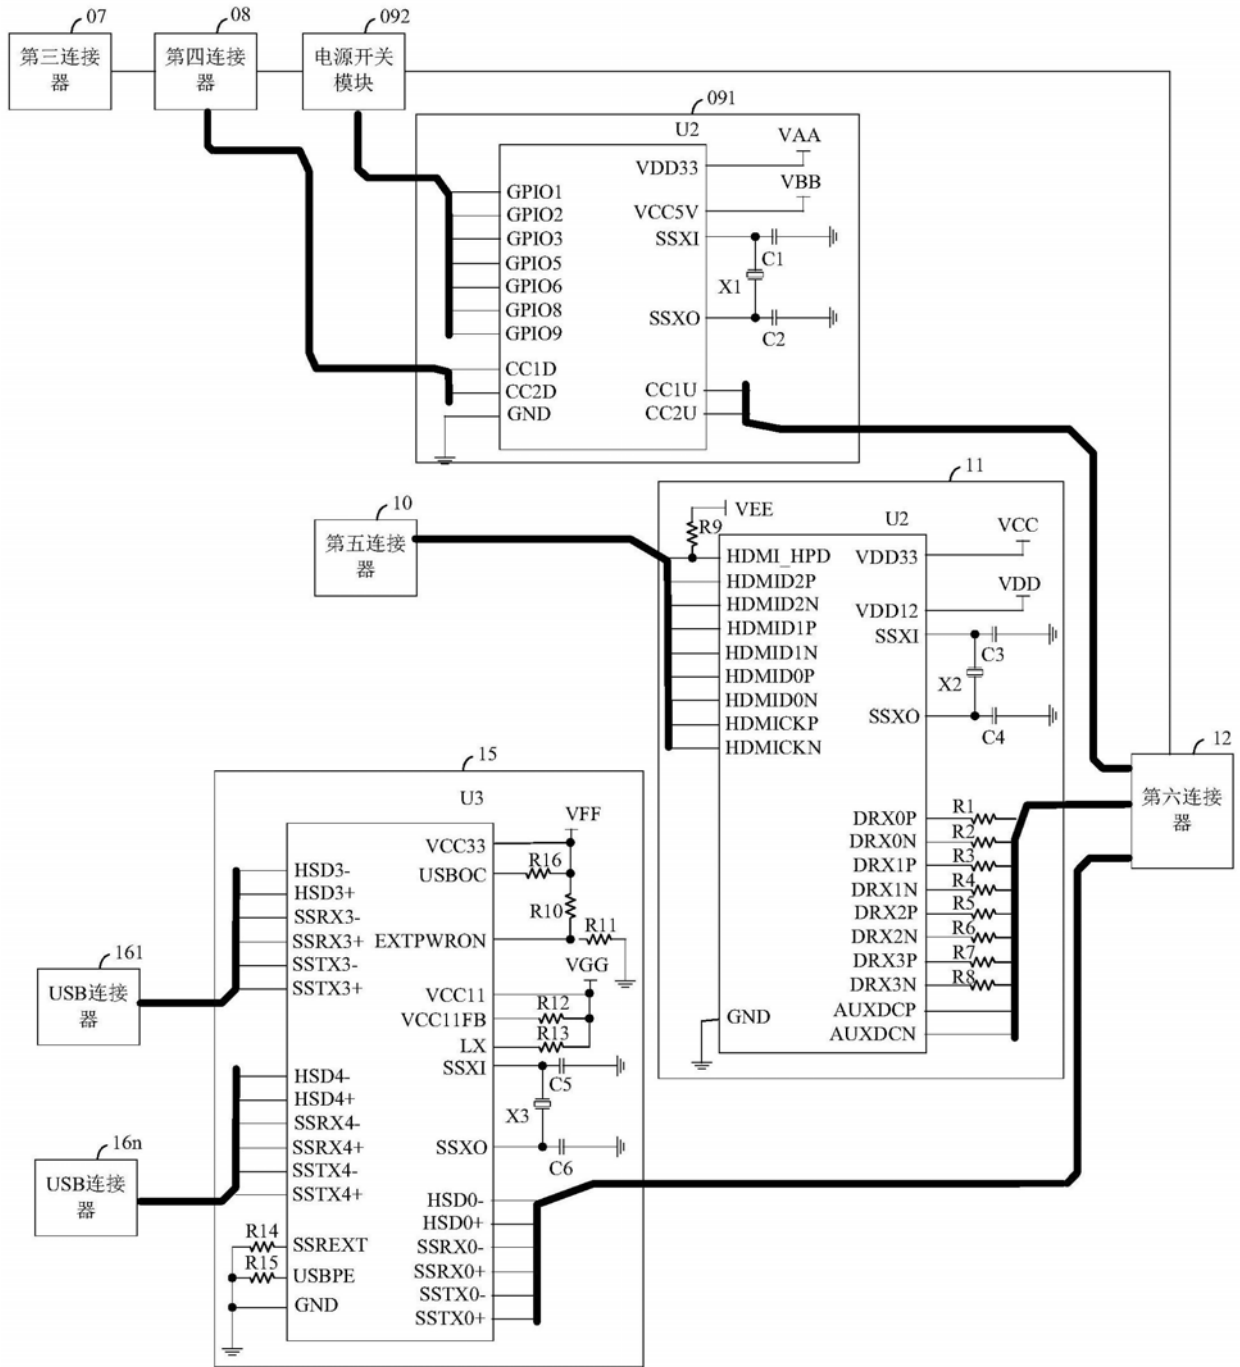 07
08
092
第三连接
器
第四连接
器
电源开关
模块
091
U2
VAA
VDD33
VBB
GPIO1
GPIO2
VCC5V
GPIO3
SSXI
C1
GPIO5
GPIO6
X1
GPIO8
SSXO
GPIO9
C2
CC1D
CC2D
CC1U
GND
CC2U
11
10
第五连接
器
VEE
R9
U2
VCC
HDMI_HPD
VDD33
HDMID2P
VDD
HDMID2N
VDD12
HDMID1P
SSXI
HDMID1N
C3
HDMID0P
X2
HDMID0N
HDMICKP
SSXO
HDMICKN
C4
12
第六连接
器
DRX0P
R1
DRX0N
R2
DRX1P
R3
DRX1N
R4
DRX2P
R5
DRX2N
R6
DRX3P
R7
DRX3N
R8
AUXDCP
GND
AUXDCN
15
U3
VFF
VCC33
HSD3-
USBOC
R16
HSD3+
SSRX3-
R10
R11
SSRX3+
EXTPWRON
SSTX3-
VGG
SSTX3+
161
USB连接
器
VCC11
VCC11FB
R12
LX
R13
SSXI
HSD4-
C5
HSD4+
X3
SSRX4-
SSRX4+
SSXO
SSTX4-
C6
SSTX4+
16n
USB连接
器
HSD0-
HSD0+
R14
SSREXT
SSRX0-
R15
USBPE
SSRX0+
SSTX0-
GND
SSTX0+